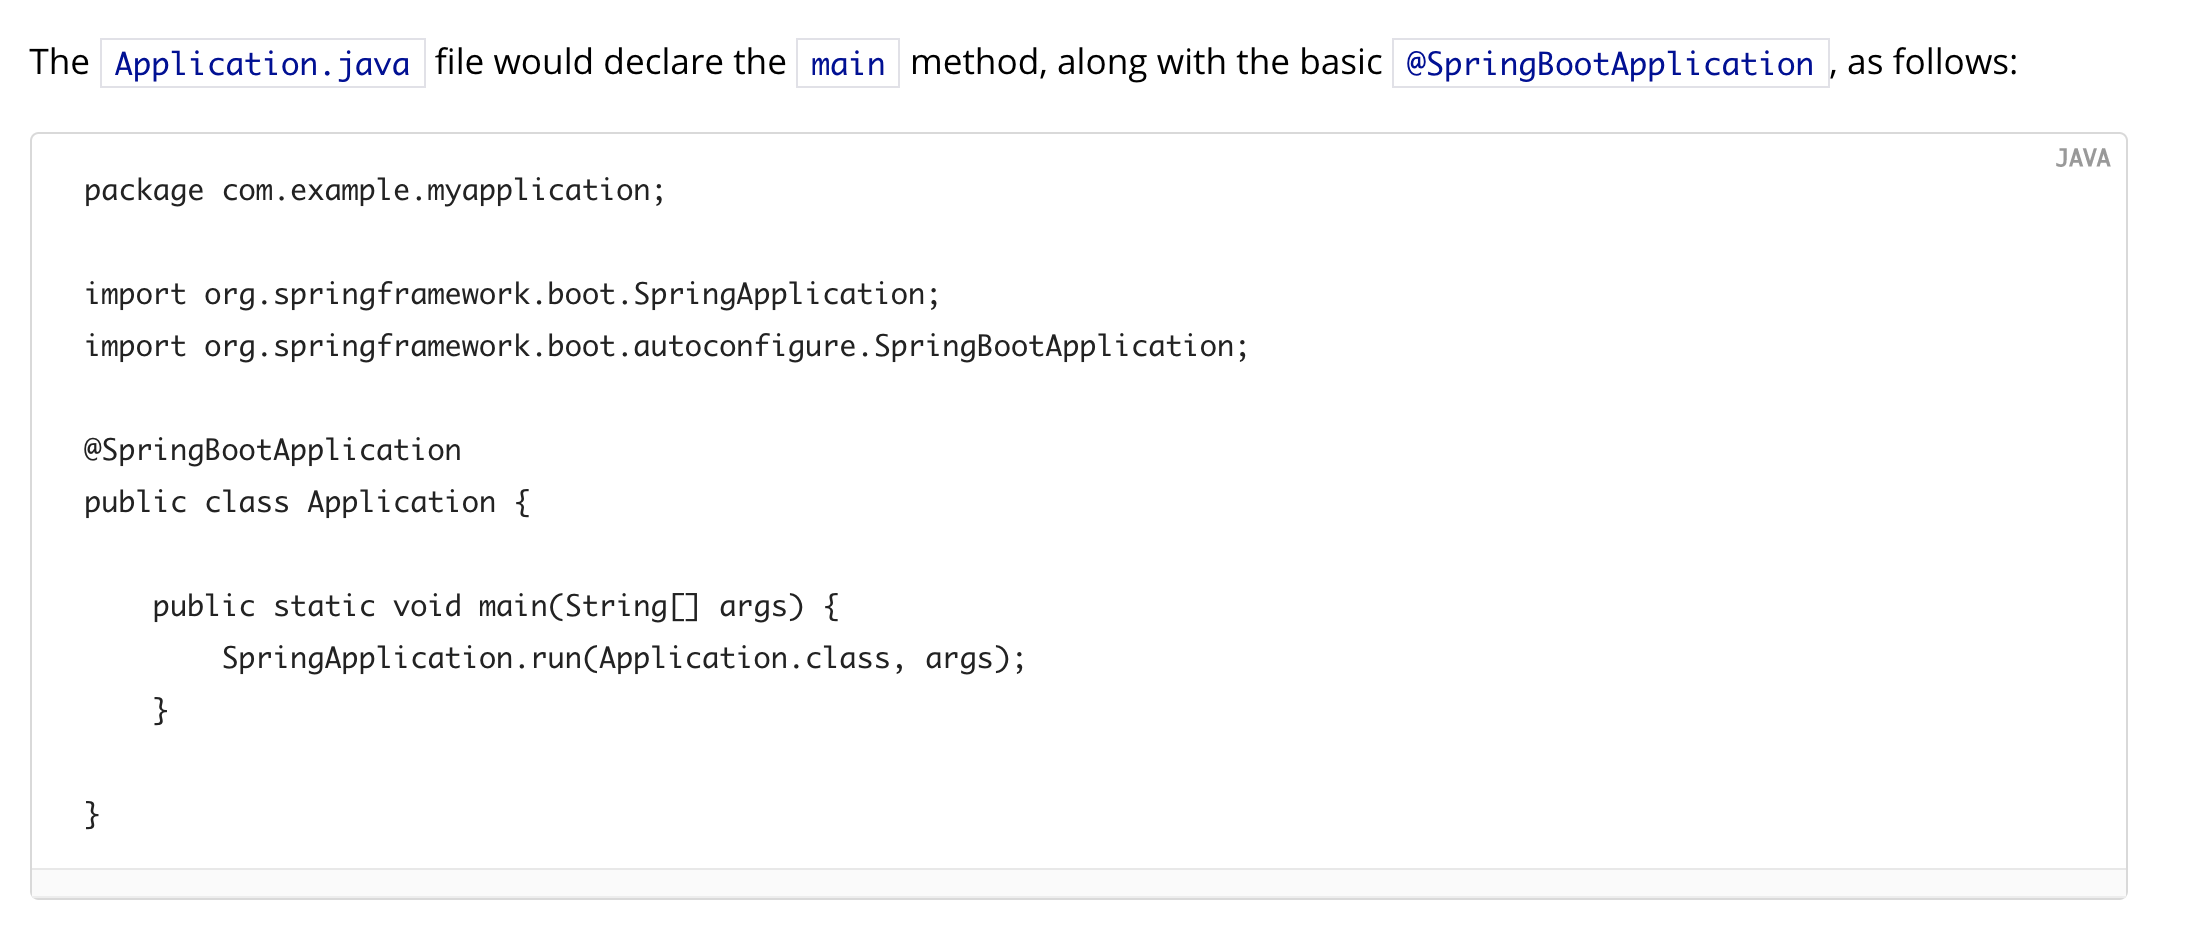 The Application.java file would declare the main method, along with the basic @SpringBootApplication, as follows:
JAVA
package com.example.myapplication;
import org.springframework.boot.SpringApplication;
import org.springframework.boot.autoconfigure.SpringBootApplication;
@SpringBootApplication
public class Application {
    public static void main(String[] args) {
        SpringApplication.run(Application.class, args);
    }
}